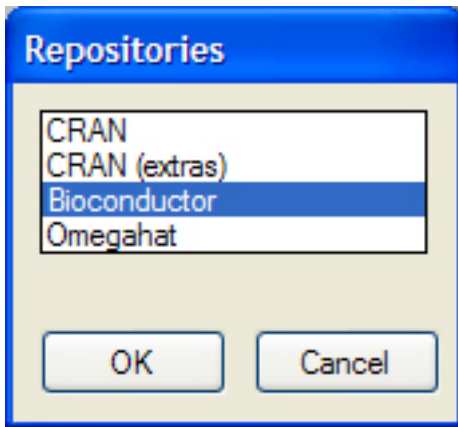 Repositories
CRAN
CRAN (extras)
Bioconductor
Omegahat
OK
Cancel